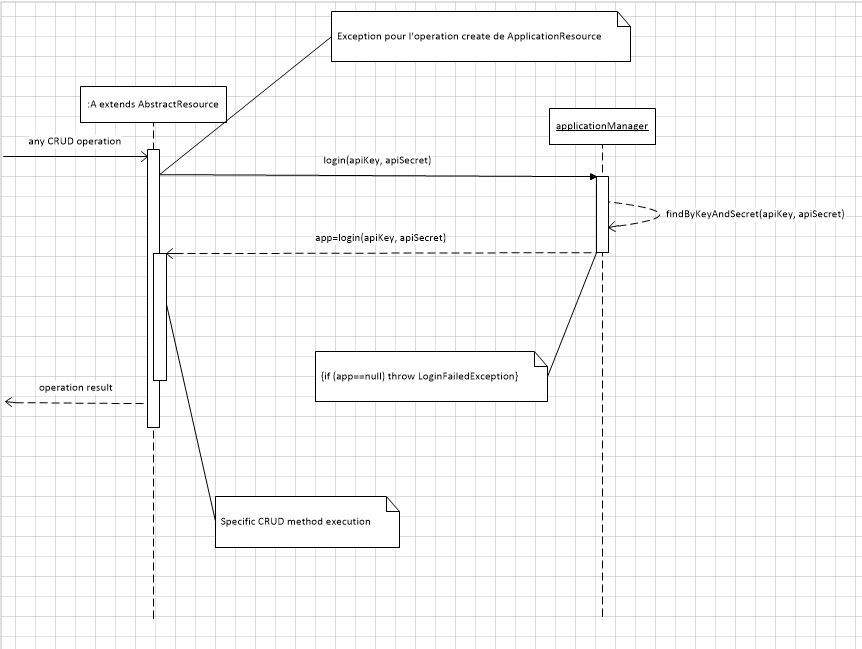 Exception pour l'operation create de ApplicationResource
:A extends AbstractResource
applicationManager
any CRUD operation
login(apiKey, apiSecret)
findByKeyAndSecret(apiKey, apiSecret)
app=login(apiKey, apiSecret)
{if (app==null) throw LoginFailedException}
operation result
Specific CRUD method execution